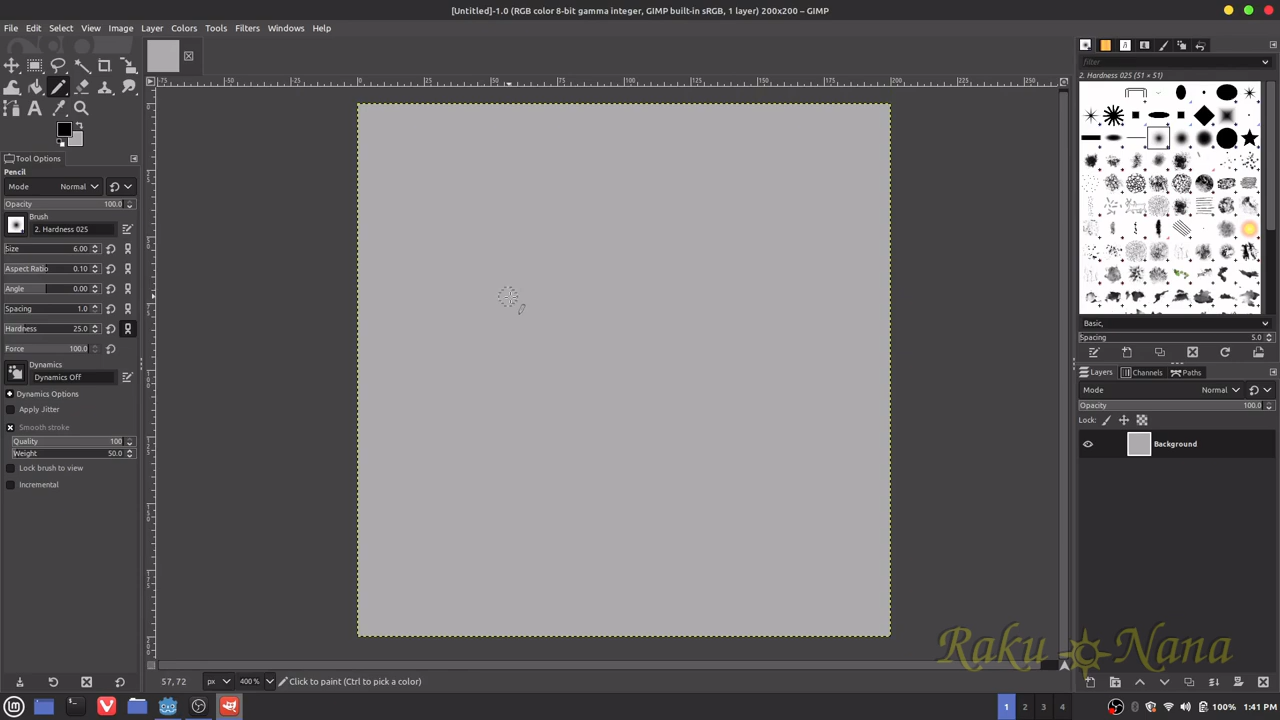 [Untitled]-1.0 (RGB color 8-bit gamma integer, GIMP built-in sRGB, 1 layer) 200x200 – GIMP
File Edit Select View Image Layer Colors Tools Filters Windows Help
filter
2. Hardness 025 (51 × 51)
Tool Options
Pencil
Mode Normal
Opacity 100.0
Brush
2. Hardness 025
Size 6.00
Aspect Ratio 0.10
Angle 0.00
Spacing 1.0
Hardness 25.0
Force 100.0
Dynamics
Dynamics Off
Dynamics Options
Apply Jitter
Smooth stroke
Quality 100
Weight 50.0
Lock brush to view
Incremental
Basic,
Spacing 5.0
Layers Channels Paths
Mode Normal
Opacity 100.0
Lock:
Background
Raku Nana
57, 72 px 400 % Click to paint (Ctrl to pick a color)
1 2 3 4 100% 1:41 PM